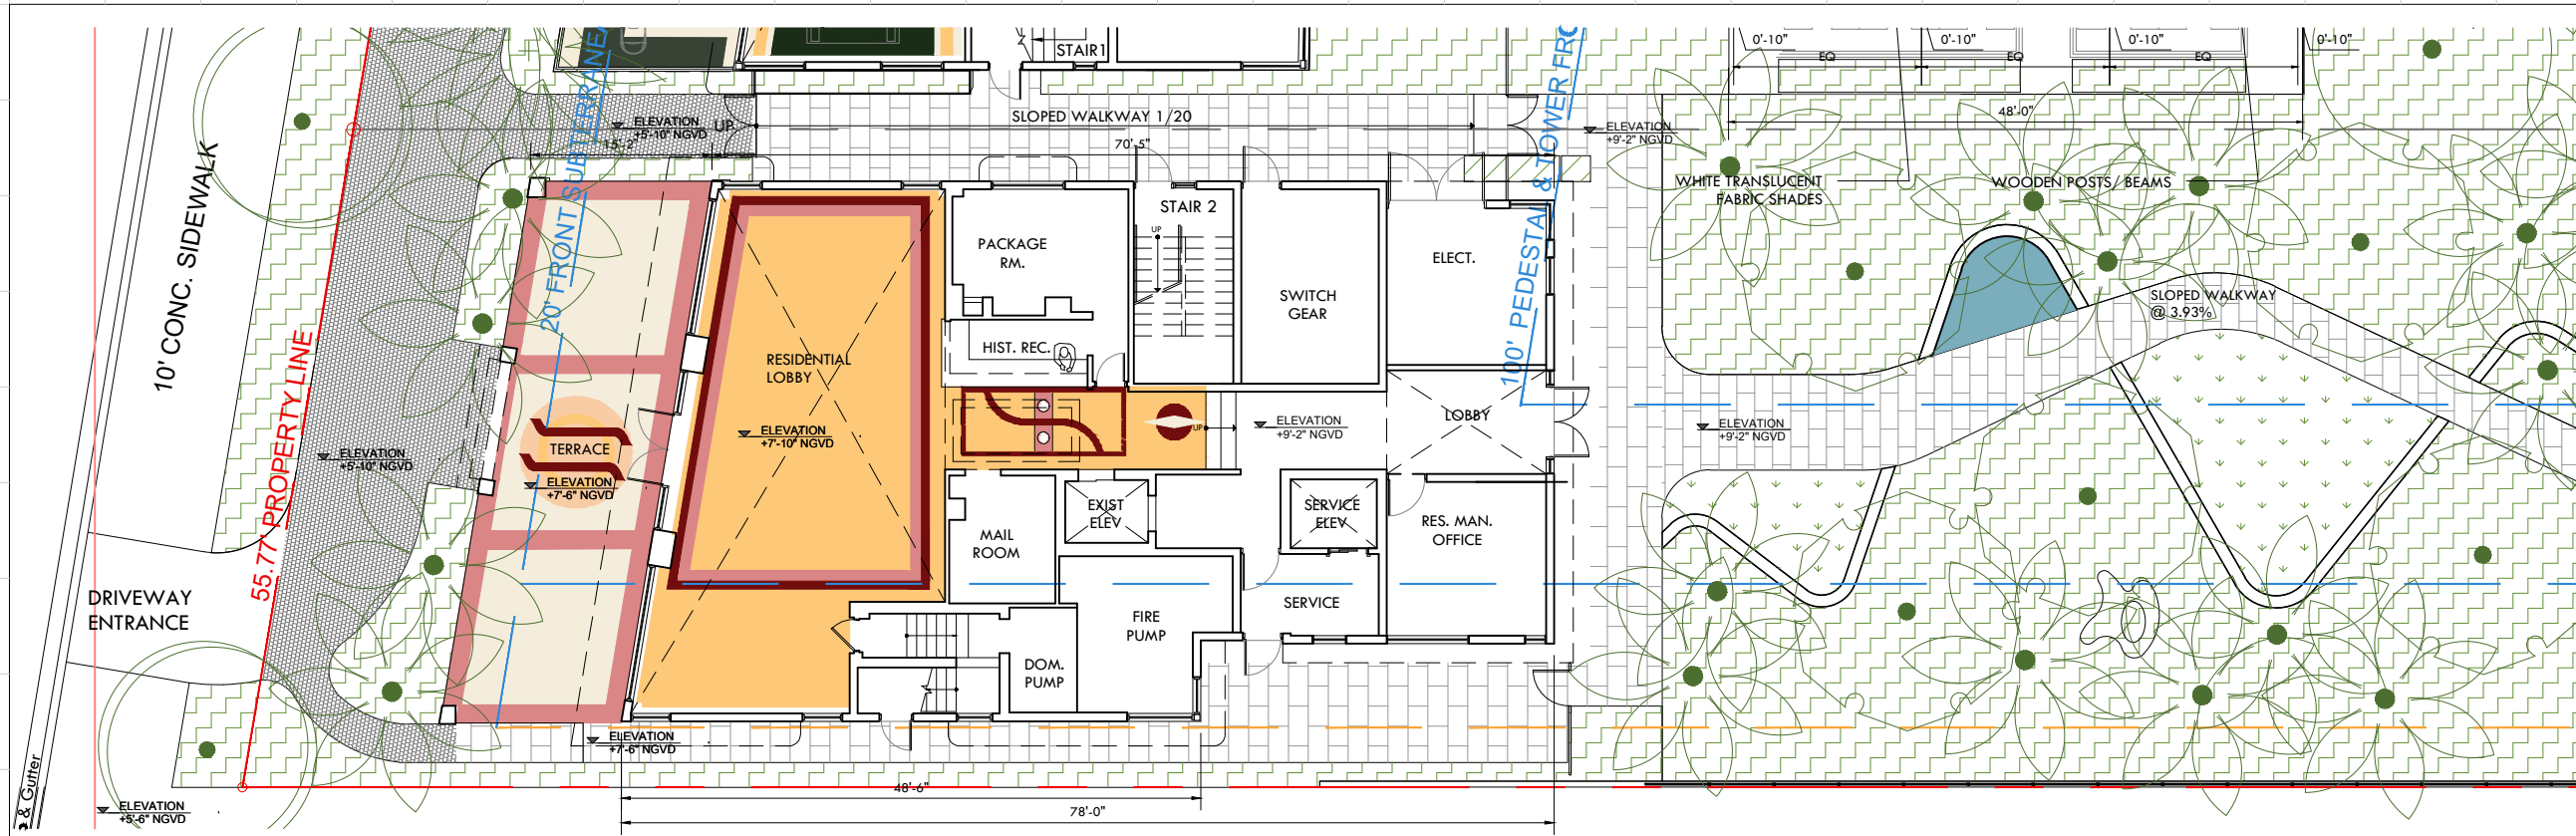 STAIR1
0'-10"
0'-10"
0'-10"
0'-10"
EQ
EQ
EQ
48'-0"
ELEVATION
+5'-10" NGVD
UP
15'-2"
SLOPED WALKWAY 1/20
70'-5"
ELEVATION
+9'-2" NGVD
10' CONC. SIDEWALK
20' FRONT SUBTERRANEA
100' PEDESTAL & TOWER FRO
WHITE TRANSLUCENT
FABRIC SHADES
WOODEN POSTS/ BEAMS
STAIR 2
UP
PACKAGE
RM.
SWITCH
GEAR
ELECT.
SLOPED WALKWAY
@ 3.93%
HIST. REC.
RESIDENTIAL
LOBBY
55.77' PROPERTY LINE
ELEVATION
+7'-10" NGVD
UP
ELEVATION
+9'-2" NGVD
LOBBY
ELEVATION
+9'-2" NGVD
TERRACE
ELEVATION
+5'-10" NGVD
ELEVATION
+7'-6" NGVD
EXIST
ELEV
SERVICE
ELEV
RES. MAN.
OFFICE
MAIL
ROOM
DRIVEWAY
ENTRANCE
SERVICE
FIRE
PUMP
DOM.
PUMP
ELEVATION
+7'-6" NGVD
48'-6"
78'-0"
& Gutter
ELEVATION
+5'-6" NGVD